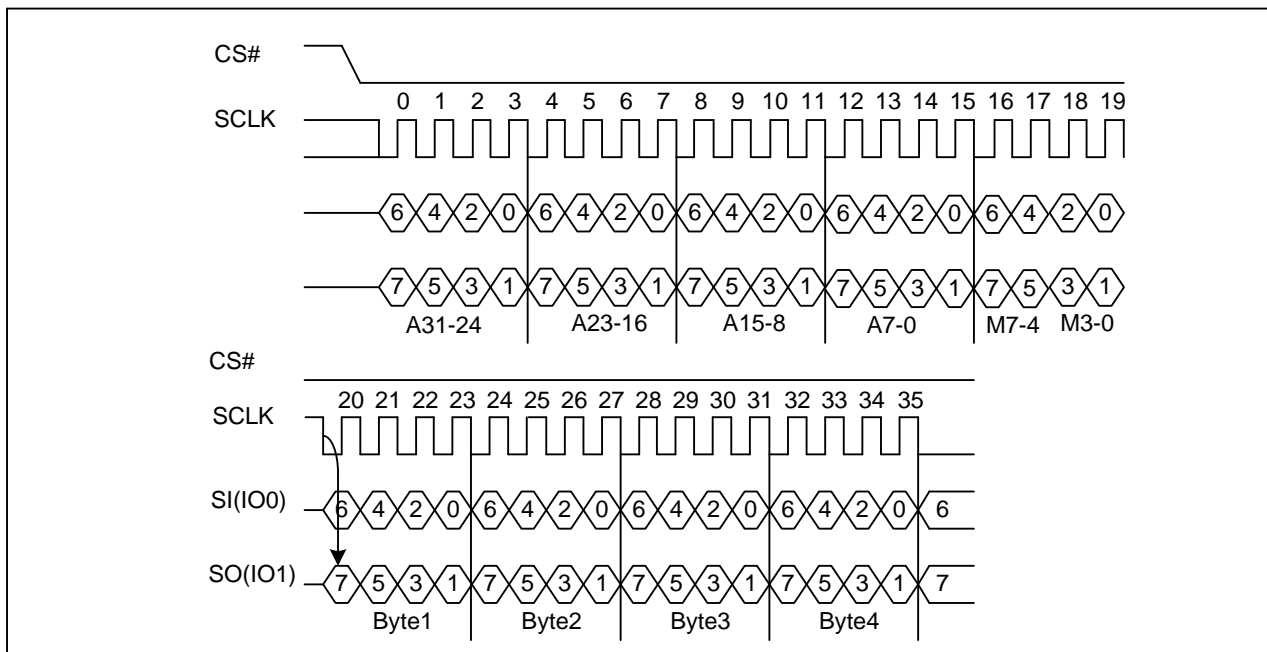 CS#
0 1 2 3 4 5 6 7 8 9 10 11 12 13 14 15 16 17 18 19
SCLK
6 4 2 0 6 4 2 0 6 4 2 0 6 4 2 0 6 4 2 0
7 5 3 1 7 5 3 1 7 5 3 1 7 5 3 1 7 5 3 1
A31-24 A23-16 A15-8 A7-0 M7-4 M3-0
CS#
20 21 22 23 24 25 26 27 28 29 30 31 32 33 34 35
SCLK
SI(IO0) 6 4 2 0 6 4 2 0 6 4 2 0 6 4 2 0 6
SO(IO1) 7 5 3 1 7 5 3 1 7 5 3 1 7 5 3 1 7
Byte1 Byte2 Byte3 Byte4